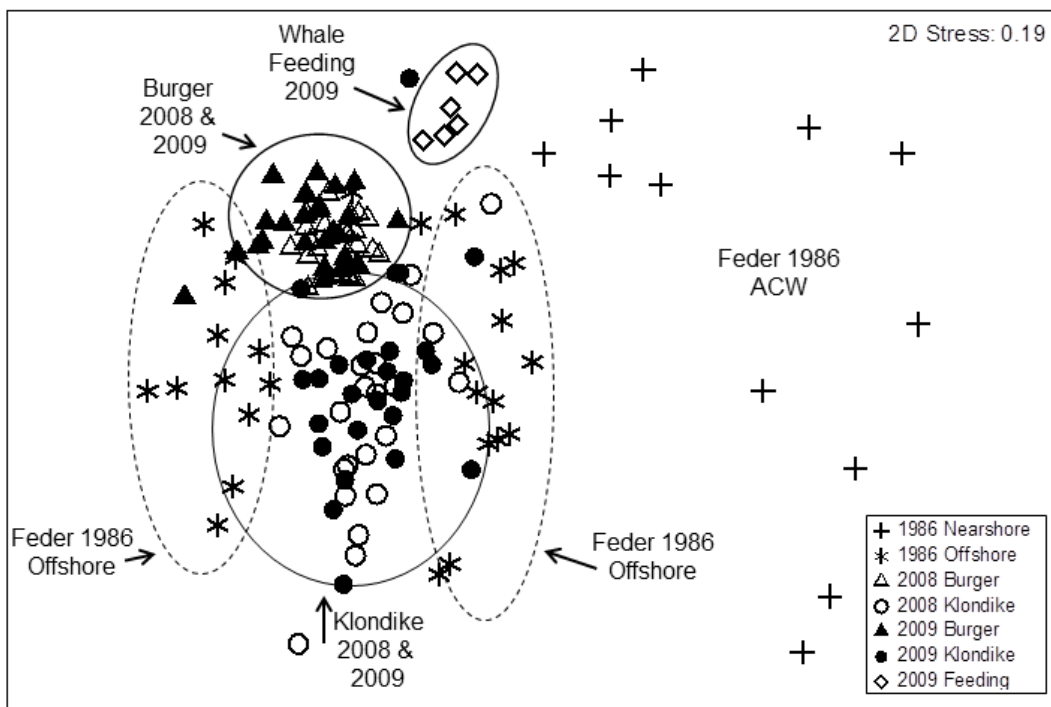 2D Stress: 0.19
Whale
Feeding
2009
Burger
2008 &
2009
Feder 1986
ACW
Feder 1986
Offshore
Feder 1986
Offshore
Klondike
2008 &
2009
1986 Nearshore
1986 Offshore
2008 Burger
2008 Klondike
2009 Burger
2009 Klondike
2009 Feeding